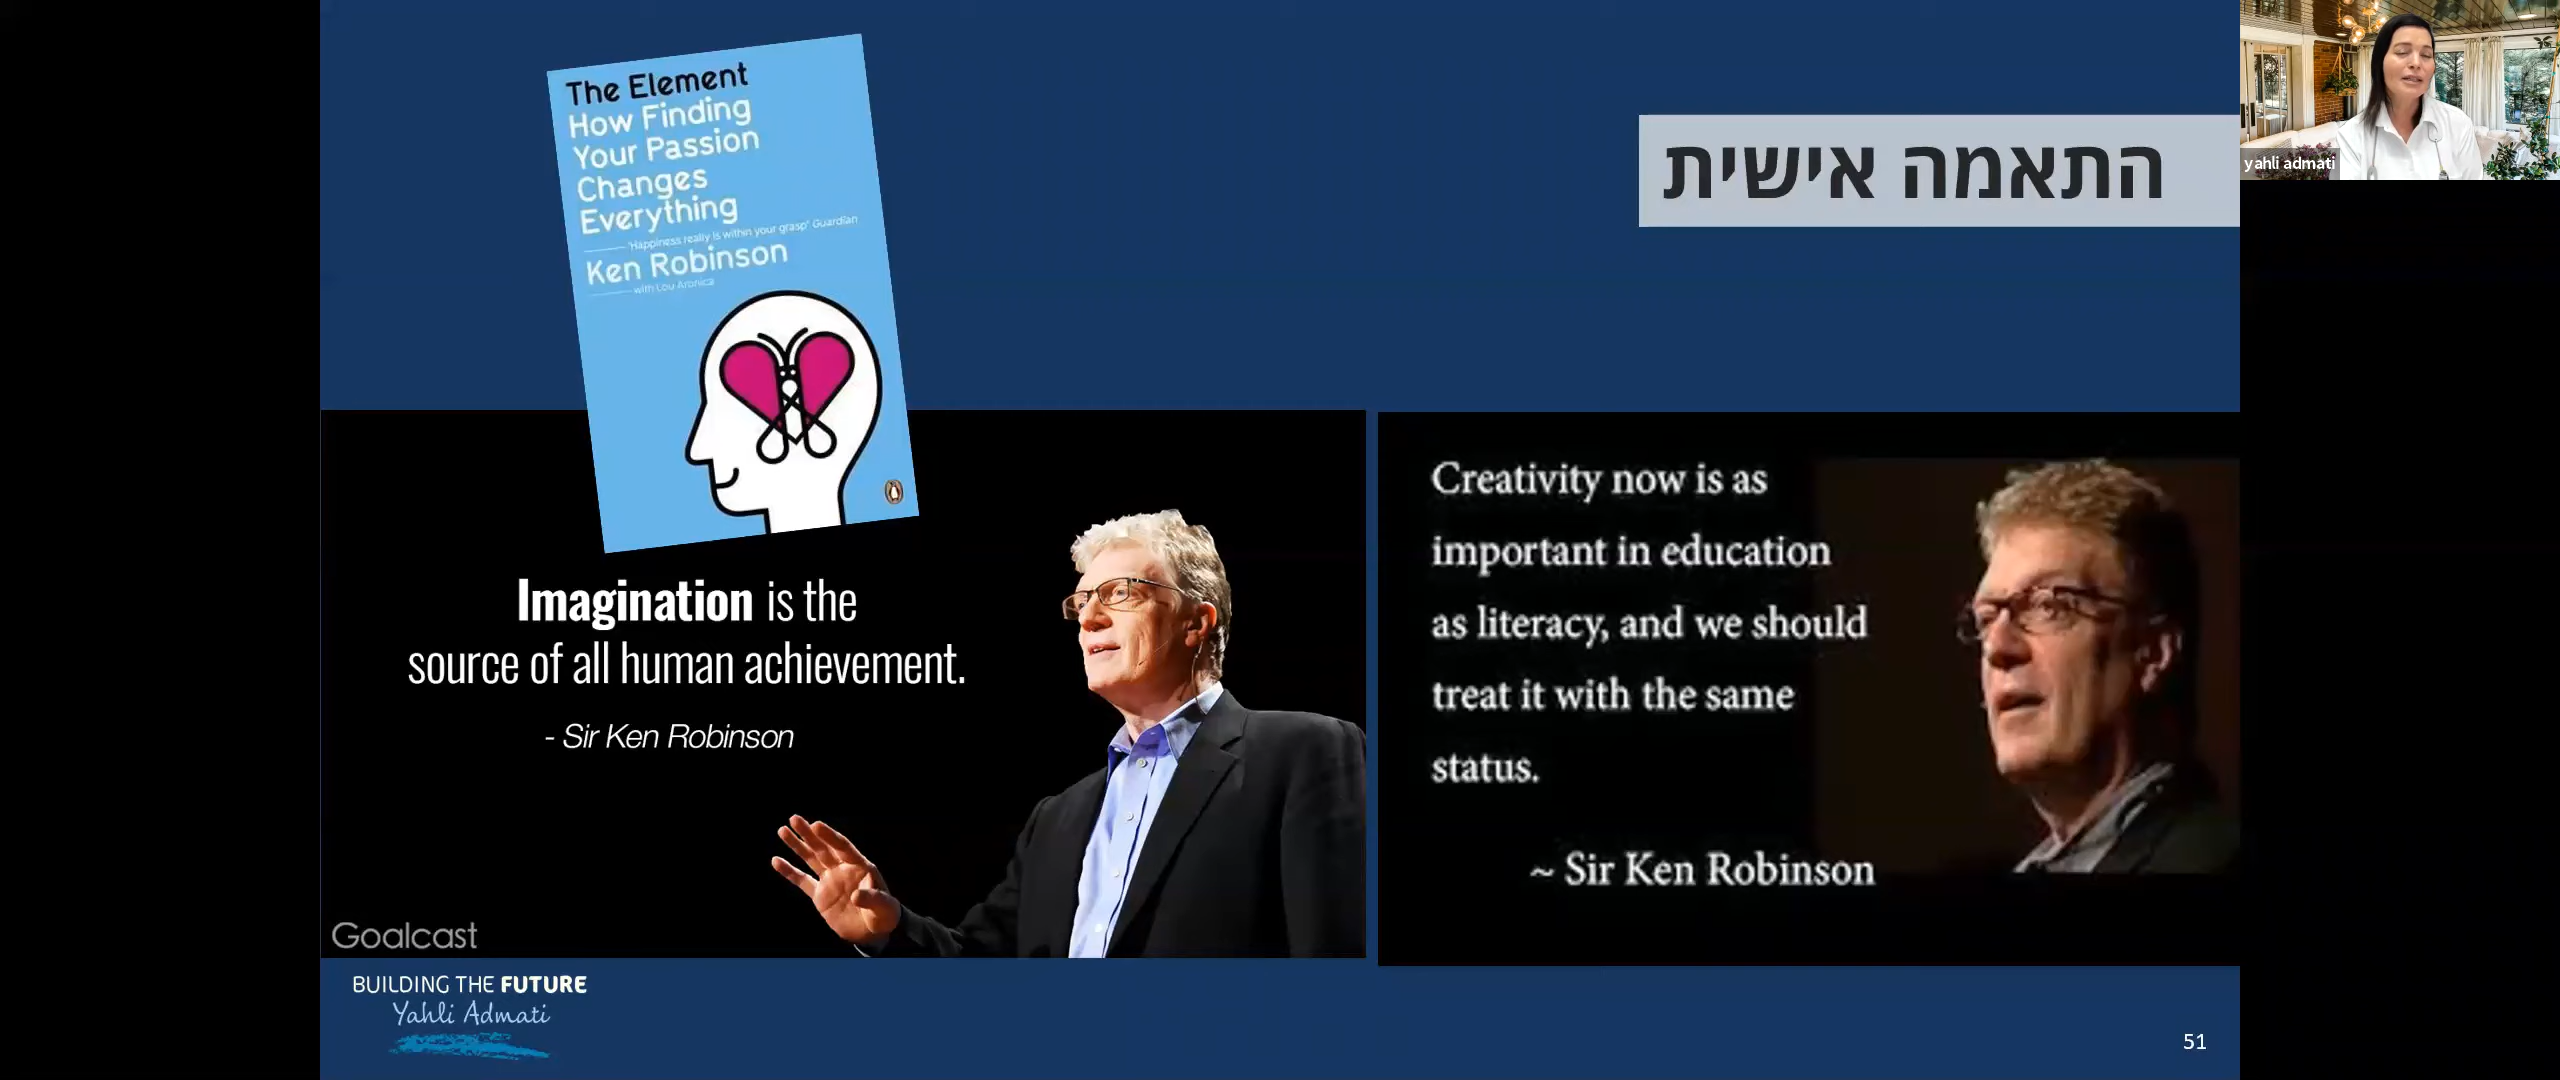 The Element
How Finding
Your Passion
Changes
Everything
'Happiness really is within your grasp' Guardian
Ken Robinson
with Lou Aronica
התאמה אישית
yahli admati
Imagination is the
source of all human achievement.
- Sir Ken Robinson
Goalcast
Creativity now is as
important in education
as literacy, and we should
treat it with the same
status.
~ Sir Ken Robinson
BUILDING THE FUTURE
Yahli Admati
51